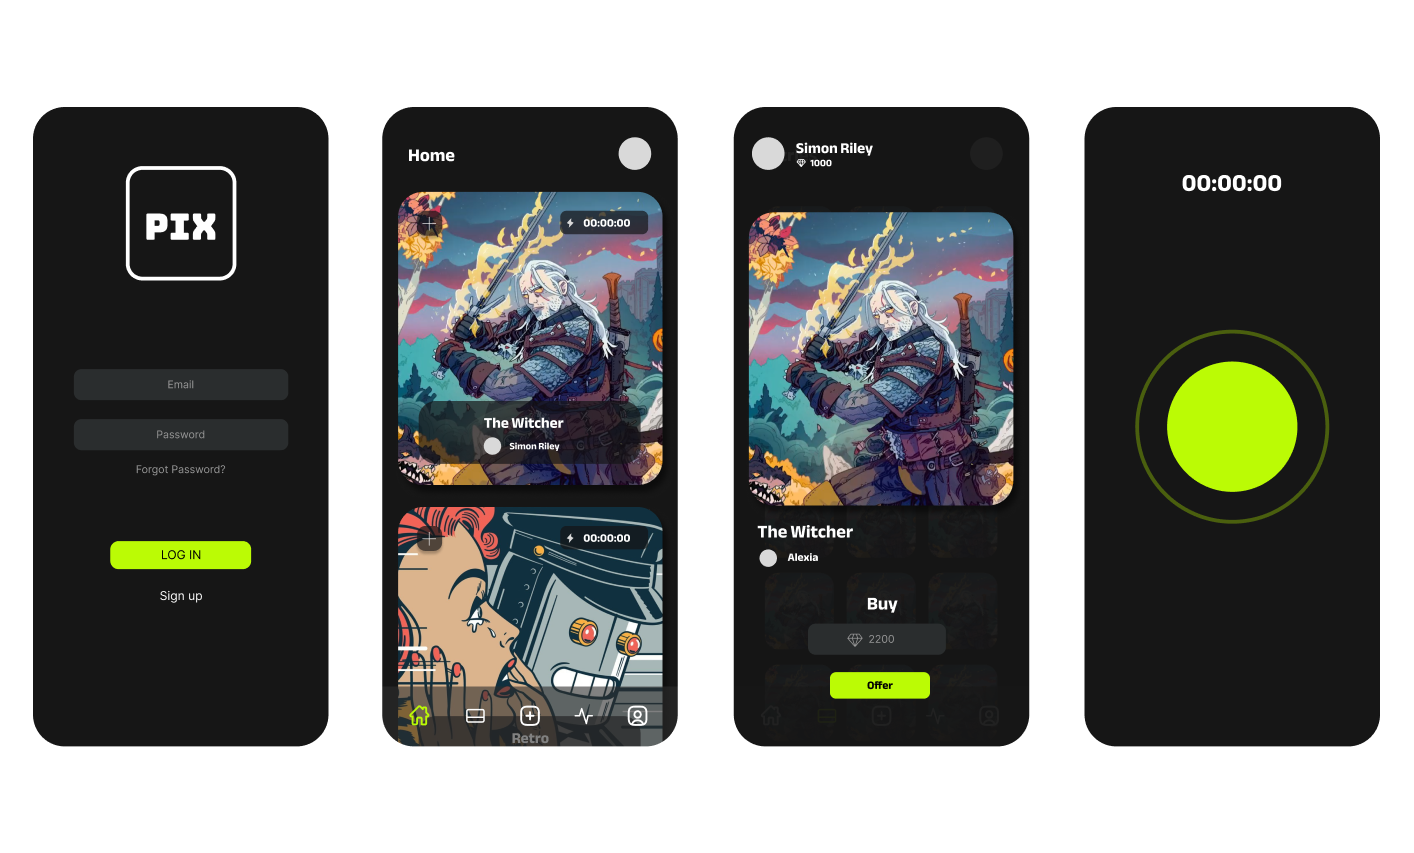 PIX
Email
Password
Forgot Password?
LOG IN
Sign up
Home
00:00:00
The Witcher
Simon Riley
00:00:00
Retro
Simon Riley
1000
The Witcher
Alexia
Buy
2200
Offer
00:00:00